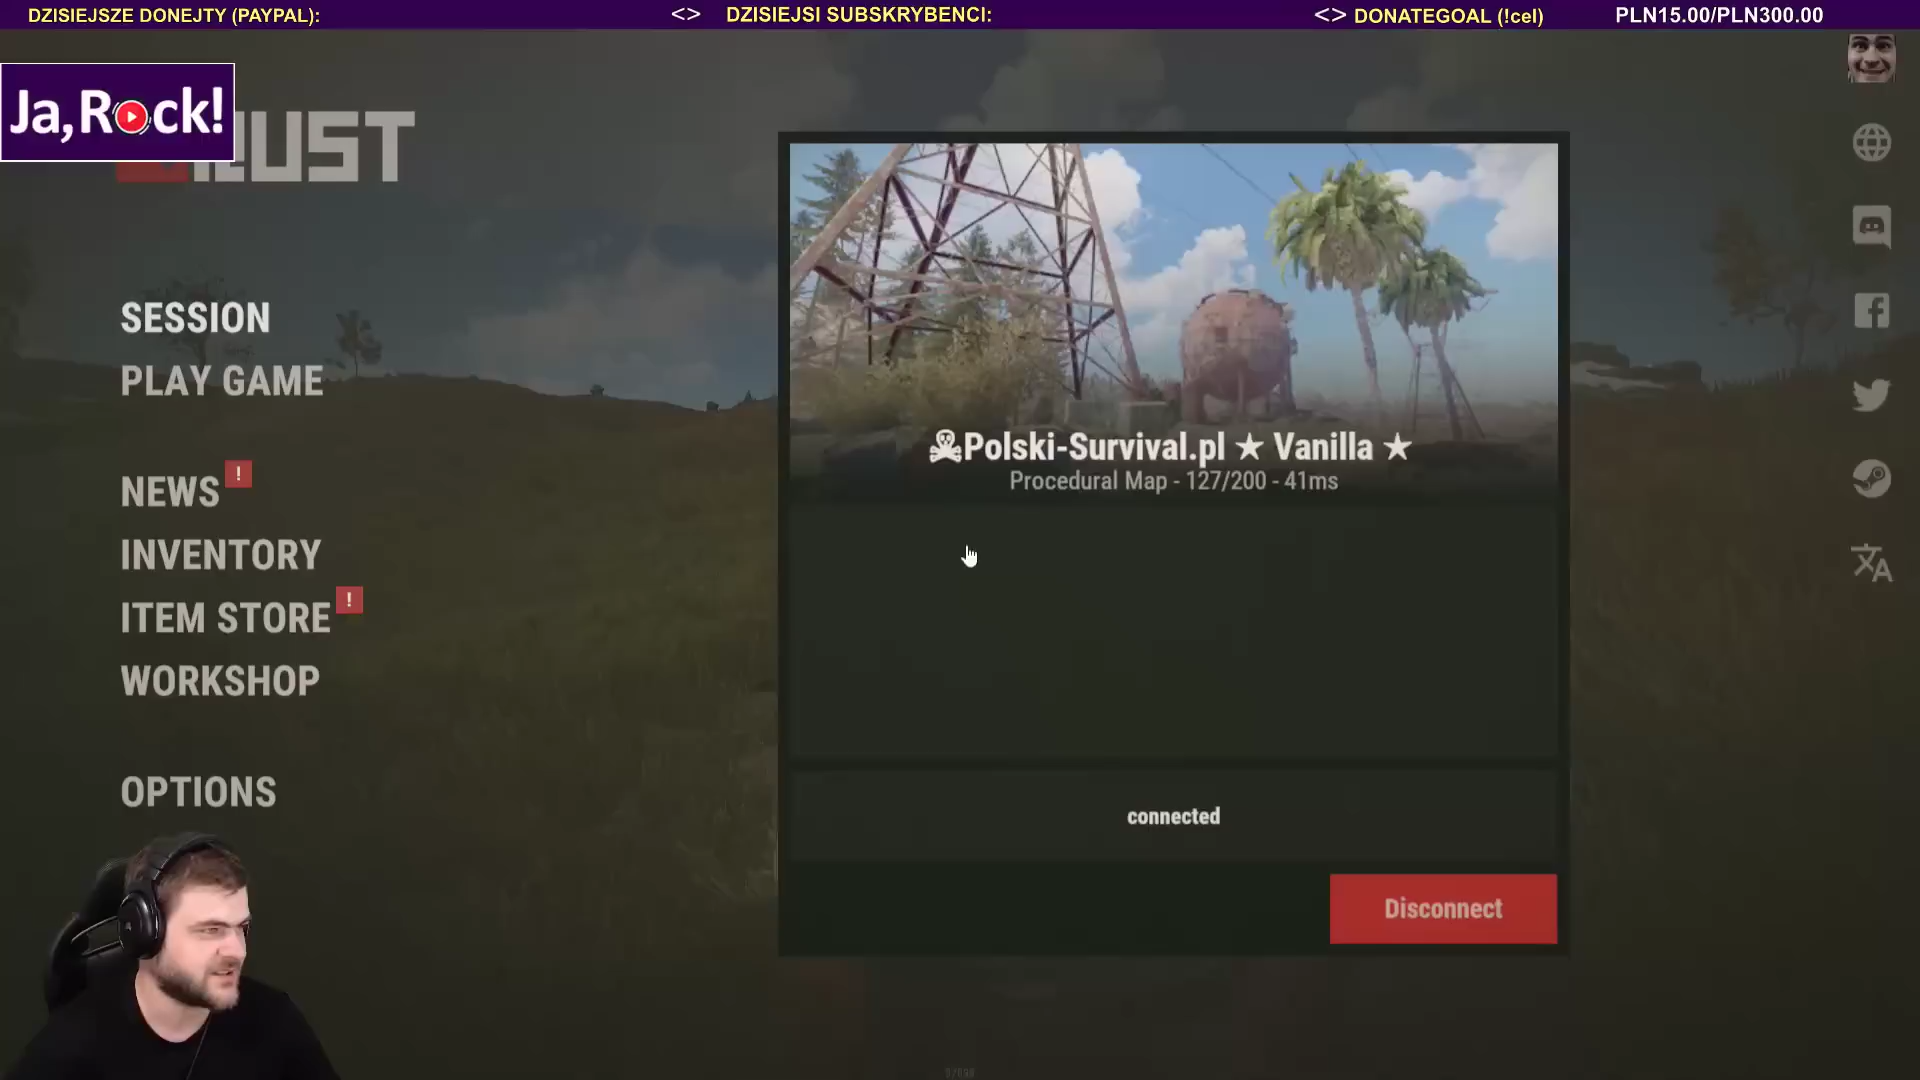 DZISIEJSZE DONEJTY (PAYPAL): <> DZISIEJSI SUBSKRYBENCI: <> DONATEGOAL (!cel) PLN15.00/PLN300.00
Ja,Rock!
RUST
SESSION
PLAY GAME
NEWS !
INVENTORY
ITEM STORE !
WORKSHOP
OPTIONS
Polski-Survival.pl ★ Vanilla ★
Procedural Map - 127/200 - 41ms
connected
Disconnect